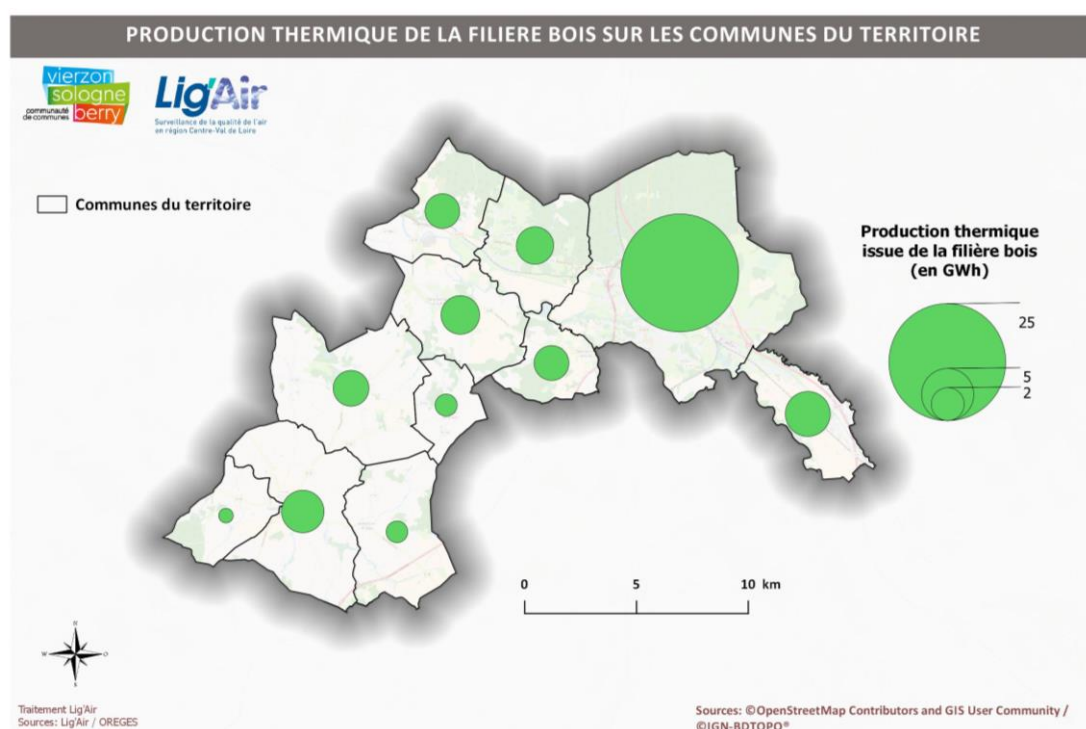 PRODUCTION THERMIQUE DE LA FILIERE BOIS SUR LES COMMUNES DU TERRITOIRE
vierzon
sologne
communauté
de communes
berry
Lig'Air
Surveillance de la qualité de l'air
en région Centre-Val de Loire
Communes du territoire
Production thermique
issue de la filière bois
(en GWh)
25
5
2
0 5 10 km
N
W O
S
Traitement Lig'Air
Sources: Lig'Air / OREGES
Sources: ©OpenStreetMap Contributors and GIS User Community /
©IGN-BDTOPO®